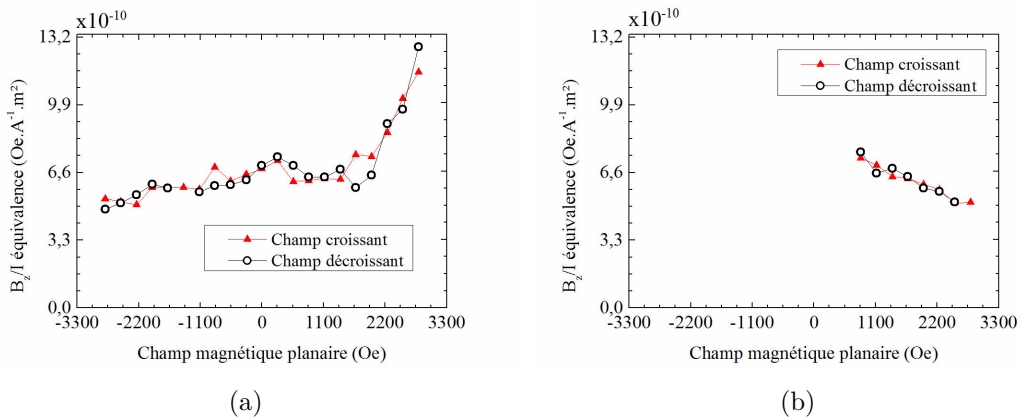 x10⁻¹⁰
13,2
9,9
6,6
3,3
0,0
B_z/I équivalence (Oe.A⁻¹.m²)
Champ croissant
Champ décroissant
-3300 -2200 -1100 0 1100 2200 3300
Champ magnétique planaire (Oe)
(a)
x10⁻¹⁰
13,2
9,9
6,6
3,3
0,0
B_z/I équivalence (Oe.A⁻¹.m²)
Champ croissant
Champ décroissant
-3300 -2200 -1100 0 1100 2200 3300
Champ magnétique planaire (Oe)
(b)